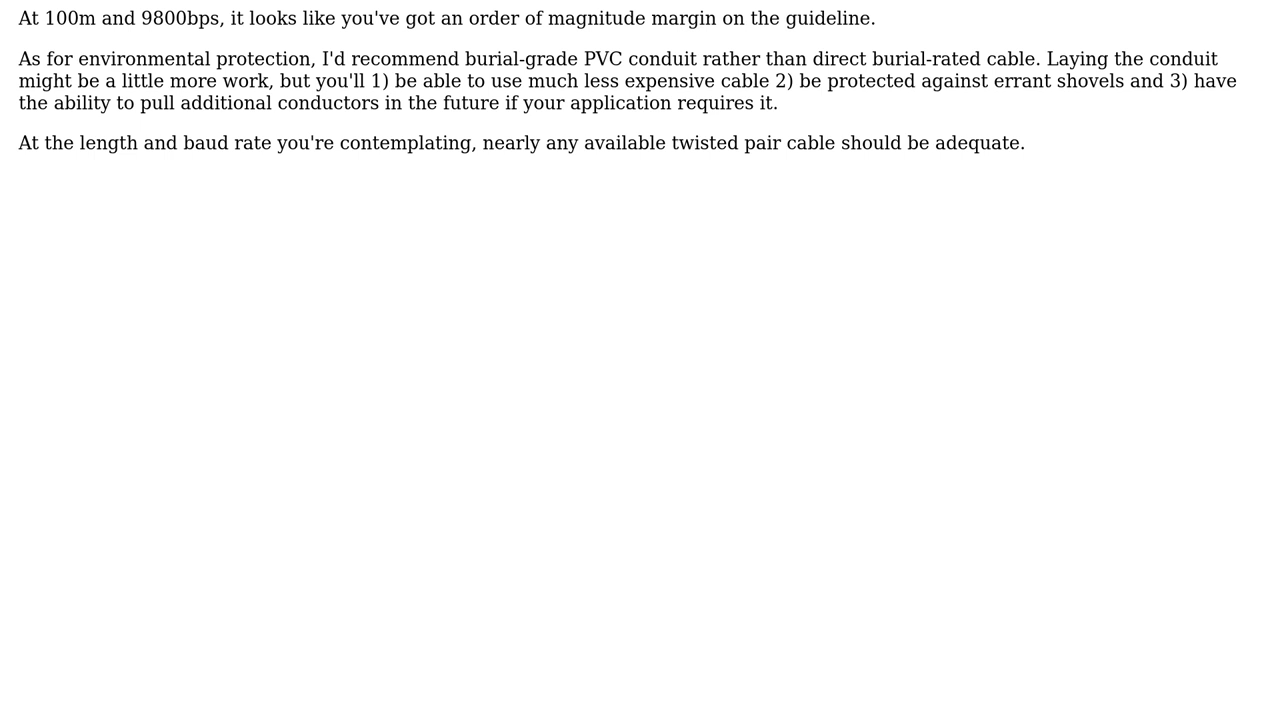 At 100m and 9800bps, it looks like you've got an order of magnitude margin on the guideline.
As for environmental protection, I'd recommend burial-grade PVC conduit rather than direct burial-rated cable. Laying the conduit
might be a little more work, but you'll 1) be able to use much less expensive cable 2) be protected against errant shovels and 3) have
the ability to pull additional conductors in the future if your application requires it.
At the length and baud rate you're contemplating, nearly any available twisted pair cable should be adequate.